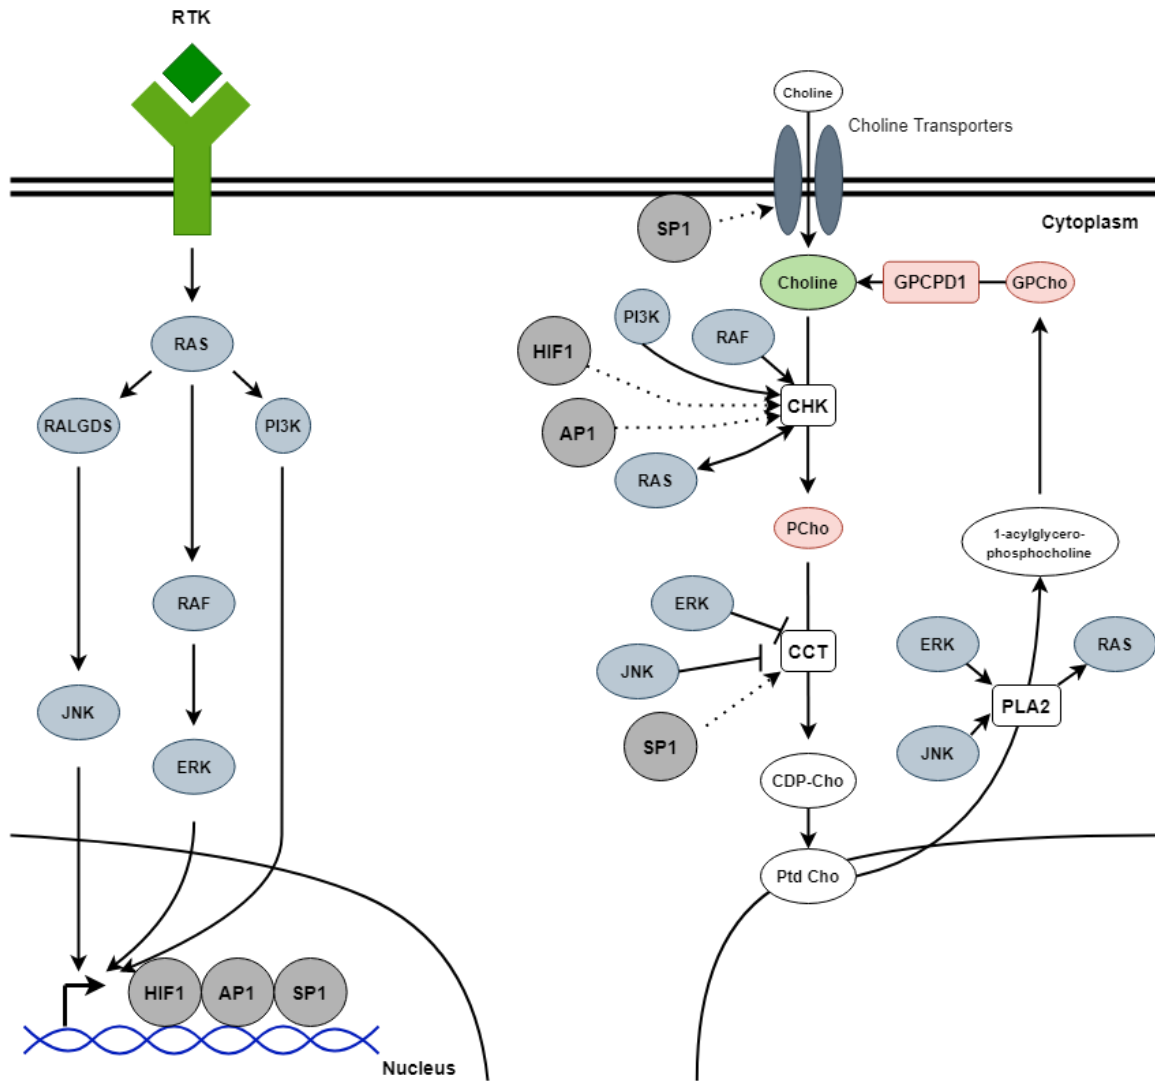 RTK
Choline
Choline Transporters
SP1
Cytoplasm
Choline
GPCPD1
GPCho
PI3K
RAF
HIF1
CHK
AP1
RAS
RAS
RALGDS
PI3K
PCho
1-acylglycero-
phosphocholine
RAF
ERK
CCT
JNK
SP1
ERK
RAS
PLA2
JNK
JNK
ERK
CDP-Cho
Ptd Cho
HIF1
AP1
SP1
Nucleus